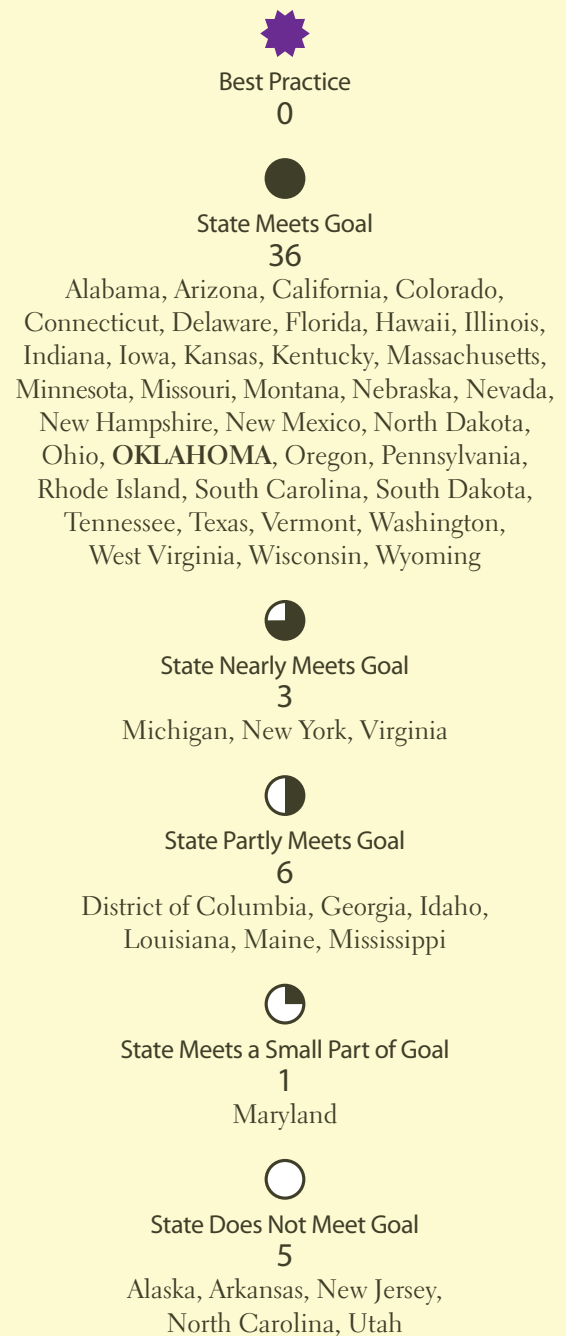 Best Practice
0
State Meets Goal
36
Alabama, Arizona, California, Colorado,
Connecticut, Delaware, Florida, Hawaii, Illinois,
Indiana, Iowa, Kansas, Kentucky, Massachusetts,
Minnesota, Missouri, Montana, Nebraska, Nevada,
New Hampshire, New Mexico, North Dakota,
Ohio, OKLAHOMA, Oregon, Pennsylvania,
Rhode Island, South Carolina, South Dakota,
Tennessee, Texas, Vermont, Washington,
West Virginia, Wisconsin, Wyoming
State Nearly Meets Goal
3
Michigan, New York, Virginia
State Partly Meets Goal
6
District of Columbia, Georgia, Idaho,
Louisiana, Maine, Mississippi
State Meets a Small Part of Goal
1
Maryland
State Does Not Meet Goal
5
Alaska, Arkansas, New Jersey,
North Carolina, Utah